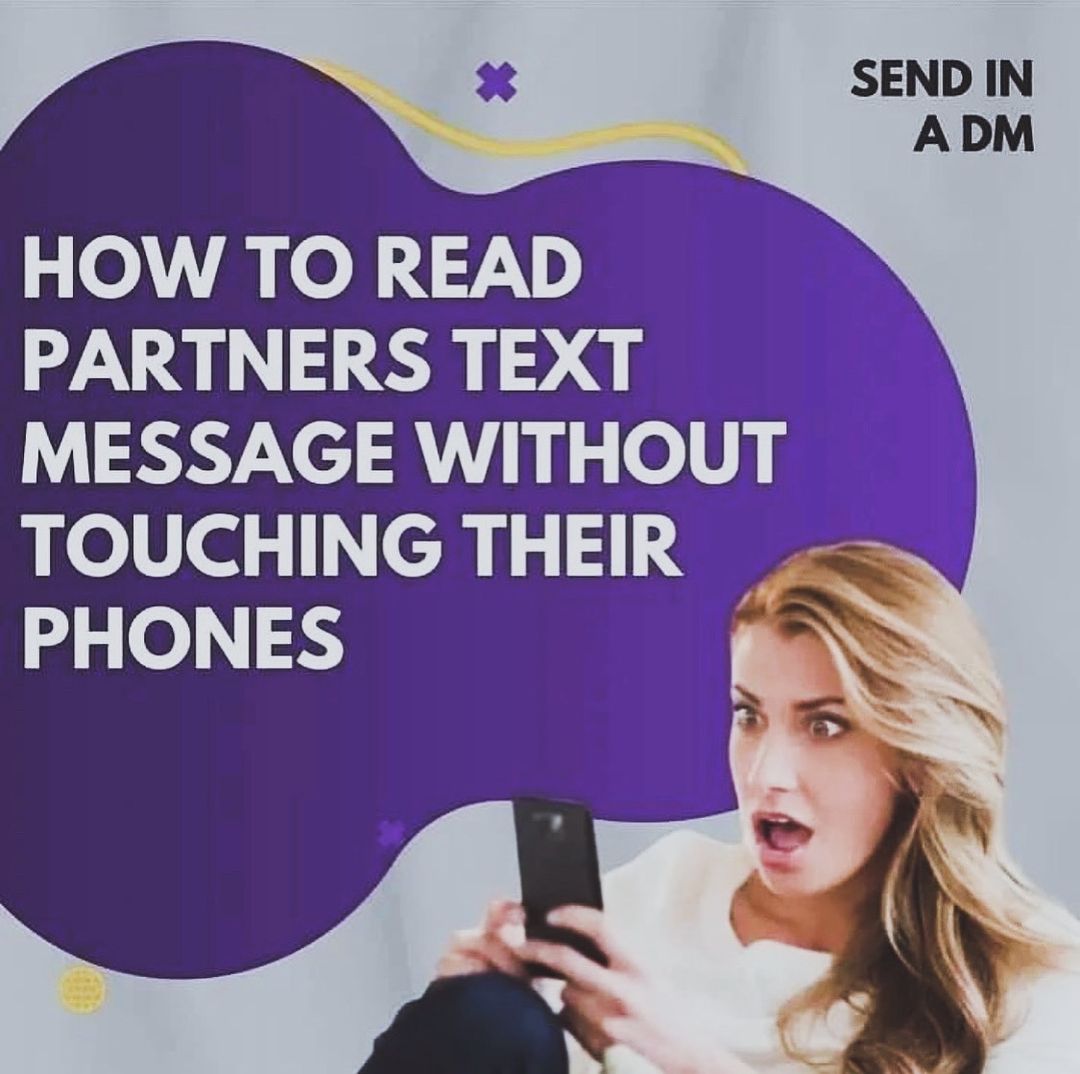 SEND IN
A DM
HOW TO READ
PARTNERS TEXT
MESSAGE WITHOUT
TOUCHING THEIR
PHONES